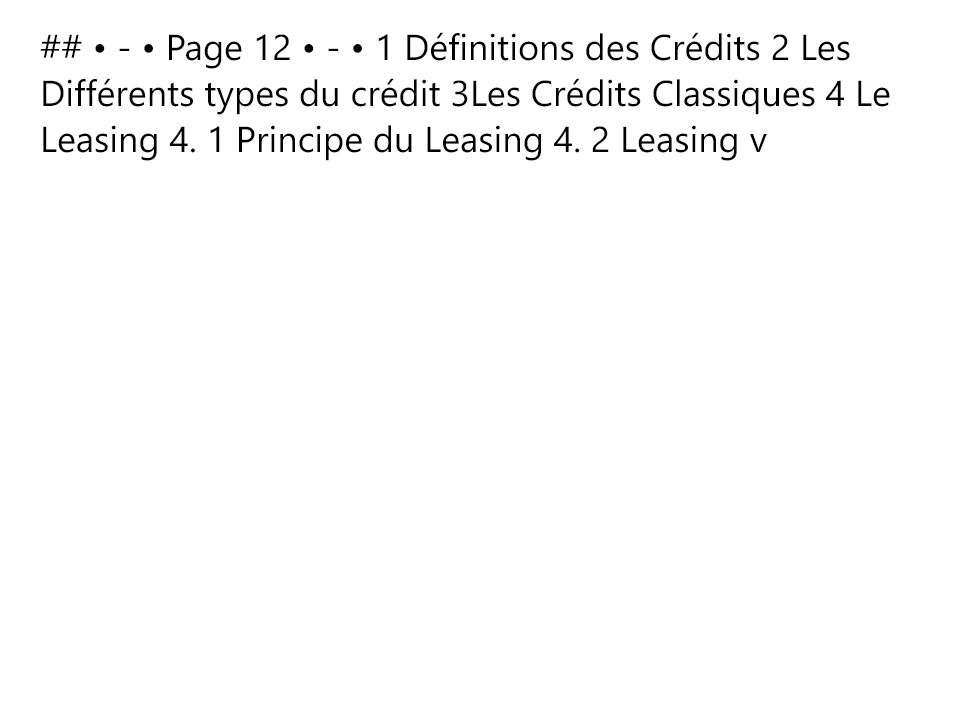 ## • - • Page 12 • - • 1 Définitions des Crédits 2 Les
Différents types du crédit 3Les Crédits Classiques 4 Le
Leasing 4. 1 Principe du Leasing 4. 2 Leasing v